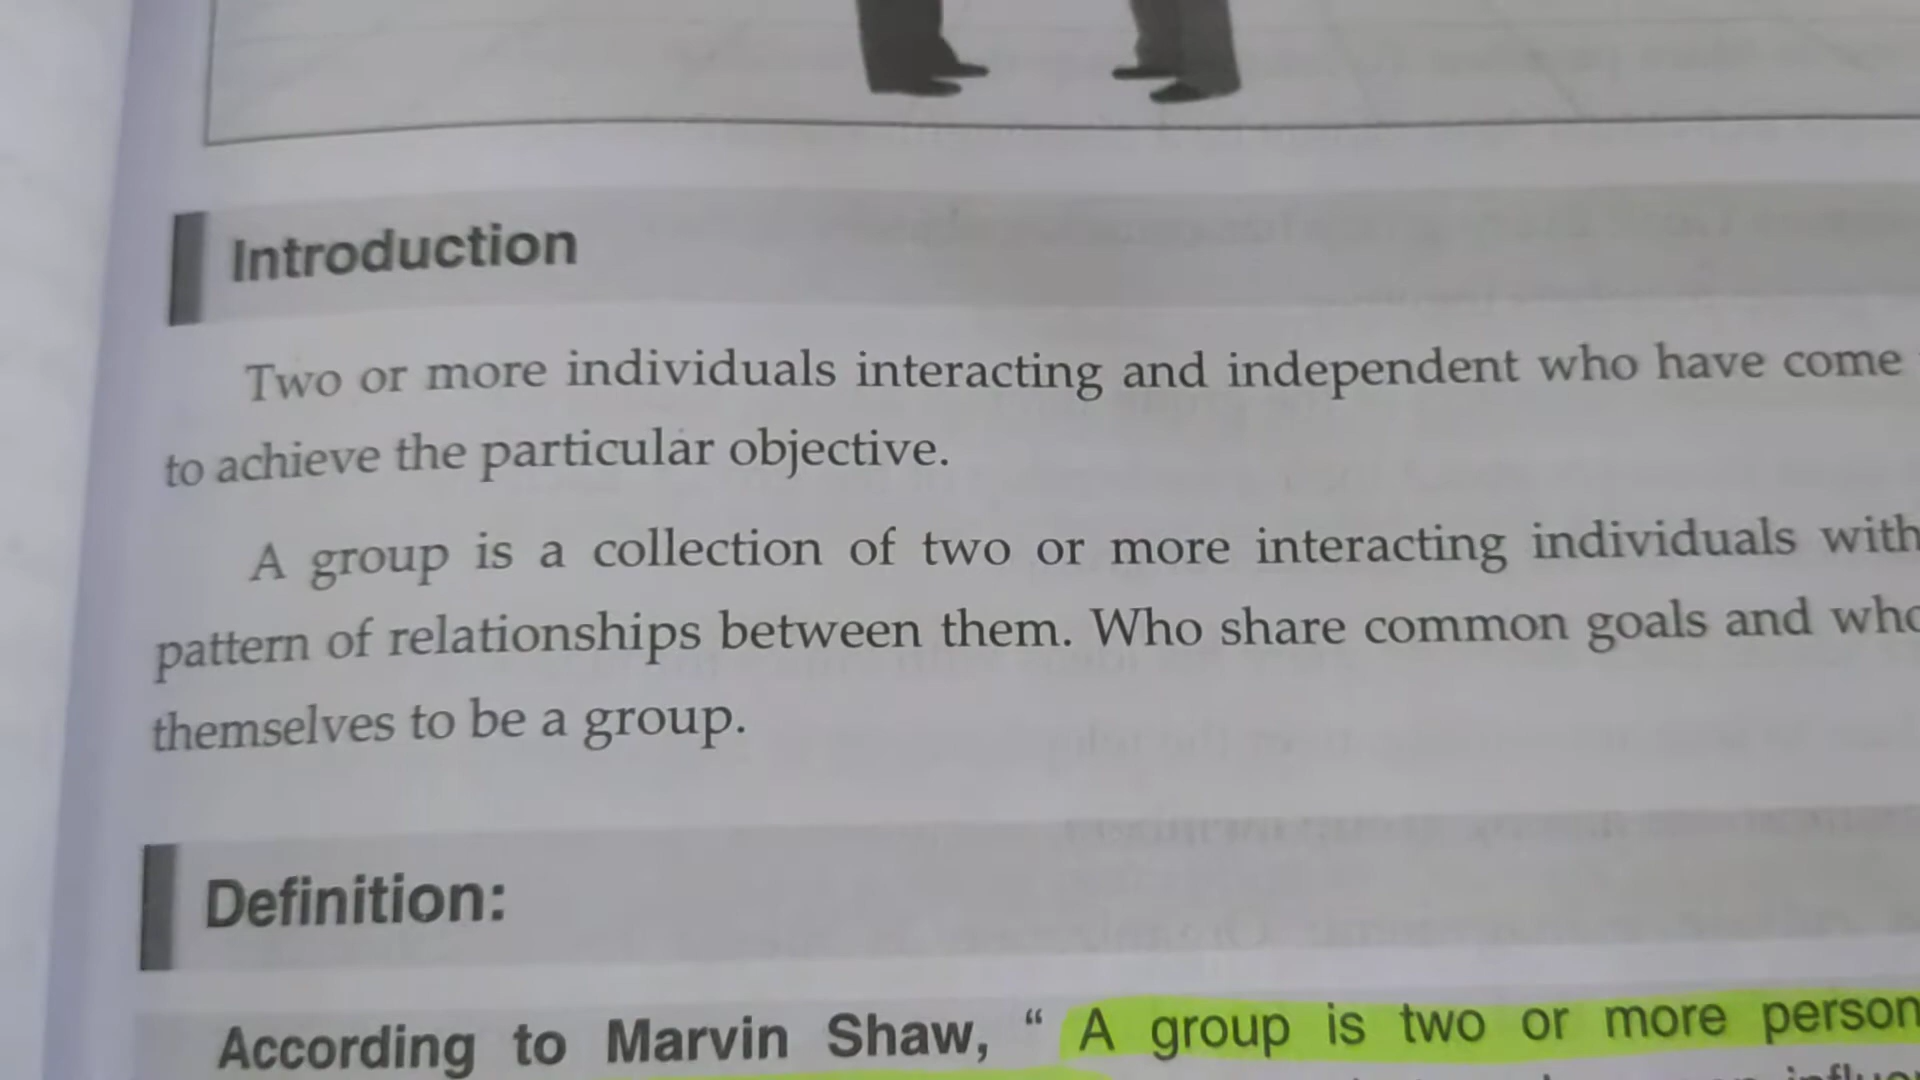 Introduction
Two or more individuals interacting and independent who have come
to achieve the particular objective.
A group is a collection of two or more interacting individuals with
pattern of relationships between them. Who share common goals and who
themselves to be a group.
Definition:
According to Marvin Shaw, “ A group is two or more person